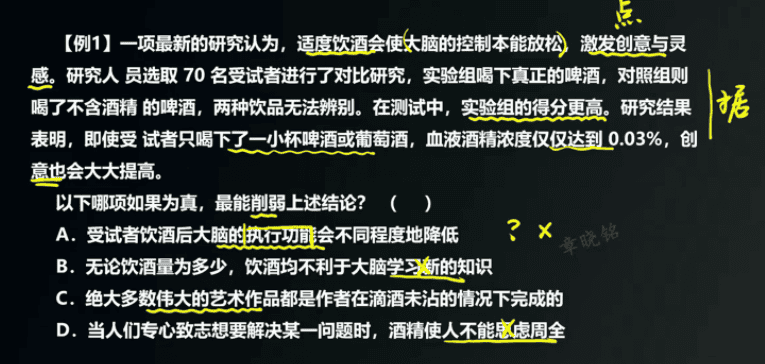 点
【例1】一项最新的研究认为，适度饮酒会使(大脑的控制本能放松)，激发创意与灵
感。研究人 员选取 70 名受试者进行了对比研究，实验组喝下真正的啤酒，对照组则
喝了不含酒精 的啤酒，两种饮品无法辨别。在测试中，实验组的得分更高。研究结果
据
表明，即使受 试者只喝下了一小杯啤酒或葡萄酒，血液酒精浓度仅仅达到 0.03%，创
意也会大大提高。
以下哪项如果为真，最能削弱上述结论？ （ ）
A．受试者饮酒后大脑的执行功能会不同程度地降低 ? ×
B．无论饮酒量为多少，饮酒均不利于大脑学习新的知识
C．绝大多数伟大的艺术作品都是作者在滴酒未沾的情况下完成的
D．当人们专心致志想要解决某一问题时，酒精使人不能思虑周全
章晓铭